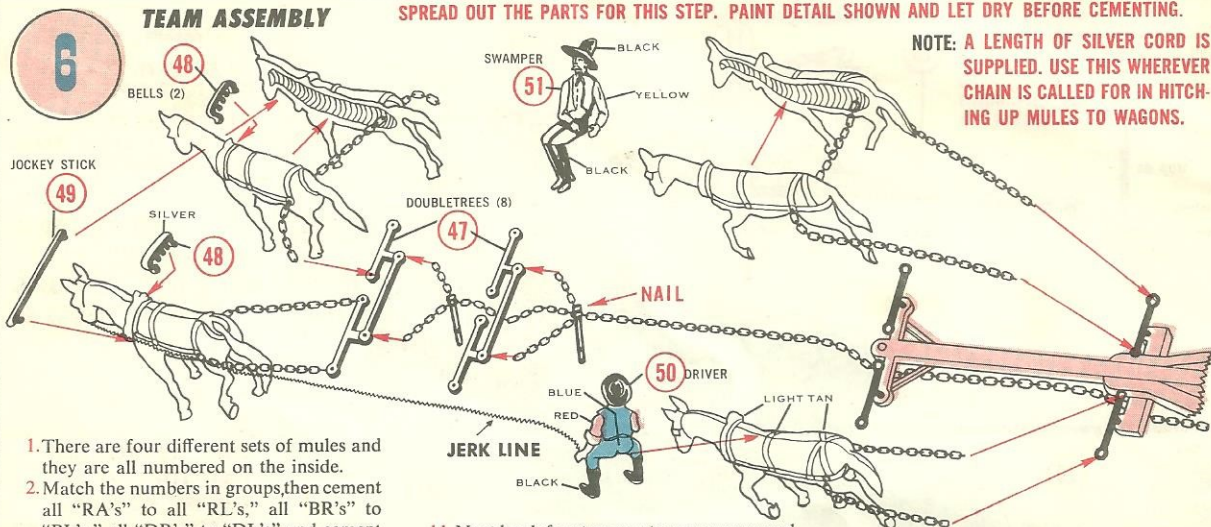 6
TEAM ASSEMBLY
SPREAD OUT THE PARTS FOR THIS STEP. PAINT DETAIL SHOWN AND LET DRY BEFORE CEMENTING.
NOTE: A LENGTH OF SILVER CORD IS
SUPPLIED. USE THIS WHEREVER
CHAIN IS CALLED FOR IN HITCH-
ING UP MULES TO WAGONS.
48
BELLS (2)
SWAMPER
51
BLACK
YELLOW
BLACK
JOCKEY STICK
49
SILVER
48
DOUBLETREES (8)
47
NAIL
50 DRIVER
BLUE
RED
BLACK
LIGHT TAN
JERK LINE
1. There are four different sets of mules and
they are all numbered on the inside.
2. Match the numbers in groups, then cement
all "RA's" to all "RL's," all "BR's" to